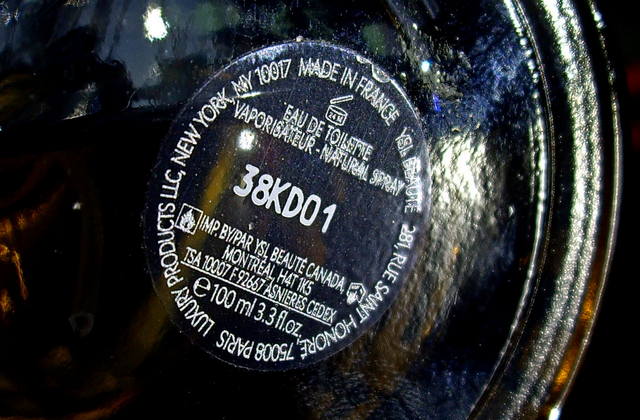 YSL BEAUTÉ 281, RUE SAINT HONORÉ, 75008 PARIS LUXURY PRODUCTS LLC, NEW YORK, NY 10017 MADE IN FRANCE
EAU DE TOILETTE
VAPORISATEUR - NATURAL SPRAY
38KD01
IMP BY/PAR YSL BEAUTÉ CANADA
MONTREAL H4T 1K5
TSA 10007 F 92667 ASNIERES CEDEX
e 100 ml 3.3 fl.oz.